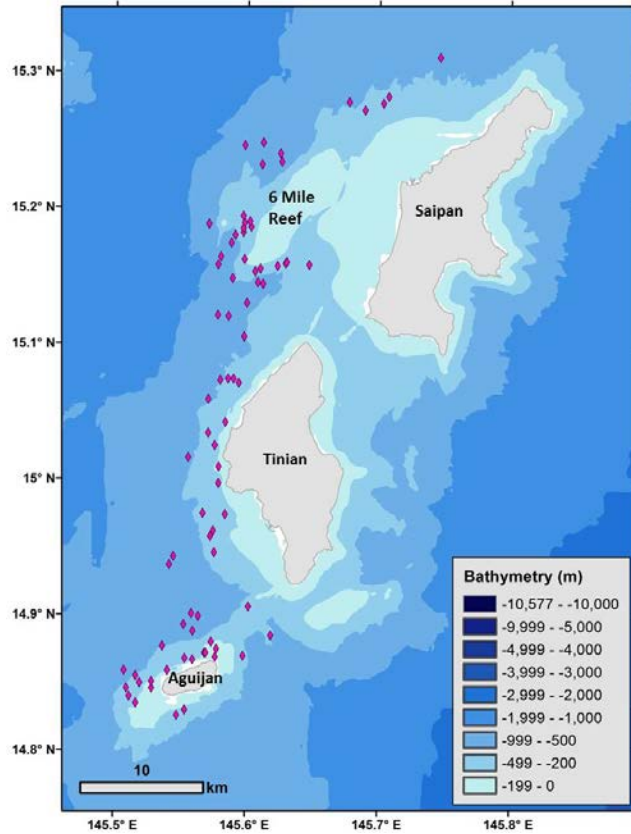 15.3° N
15.2° N
15.1° N
15° N
14.9° N
14.8° N
6 Mile
Reef
Saipan
Tinian
Aguijan
10
km
145.5° E
145.6° E
145.7° E
145.8° E
Bathymetry (m)
-10,577 - -10,000
-9,999 - -5,000
-4,999 - -4,000
-3,999 - -3,000
-2,999 - -2,000
-1,999 - -1,000
-999 - -500
-499 - -200
-199 - 0